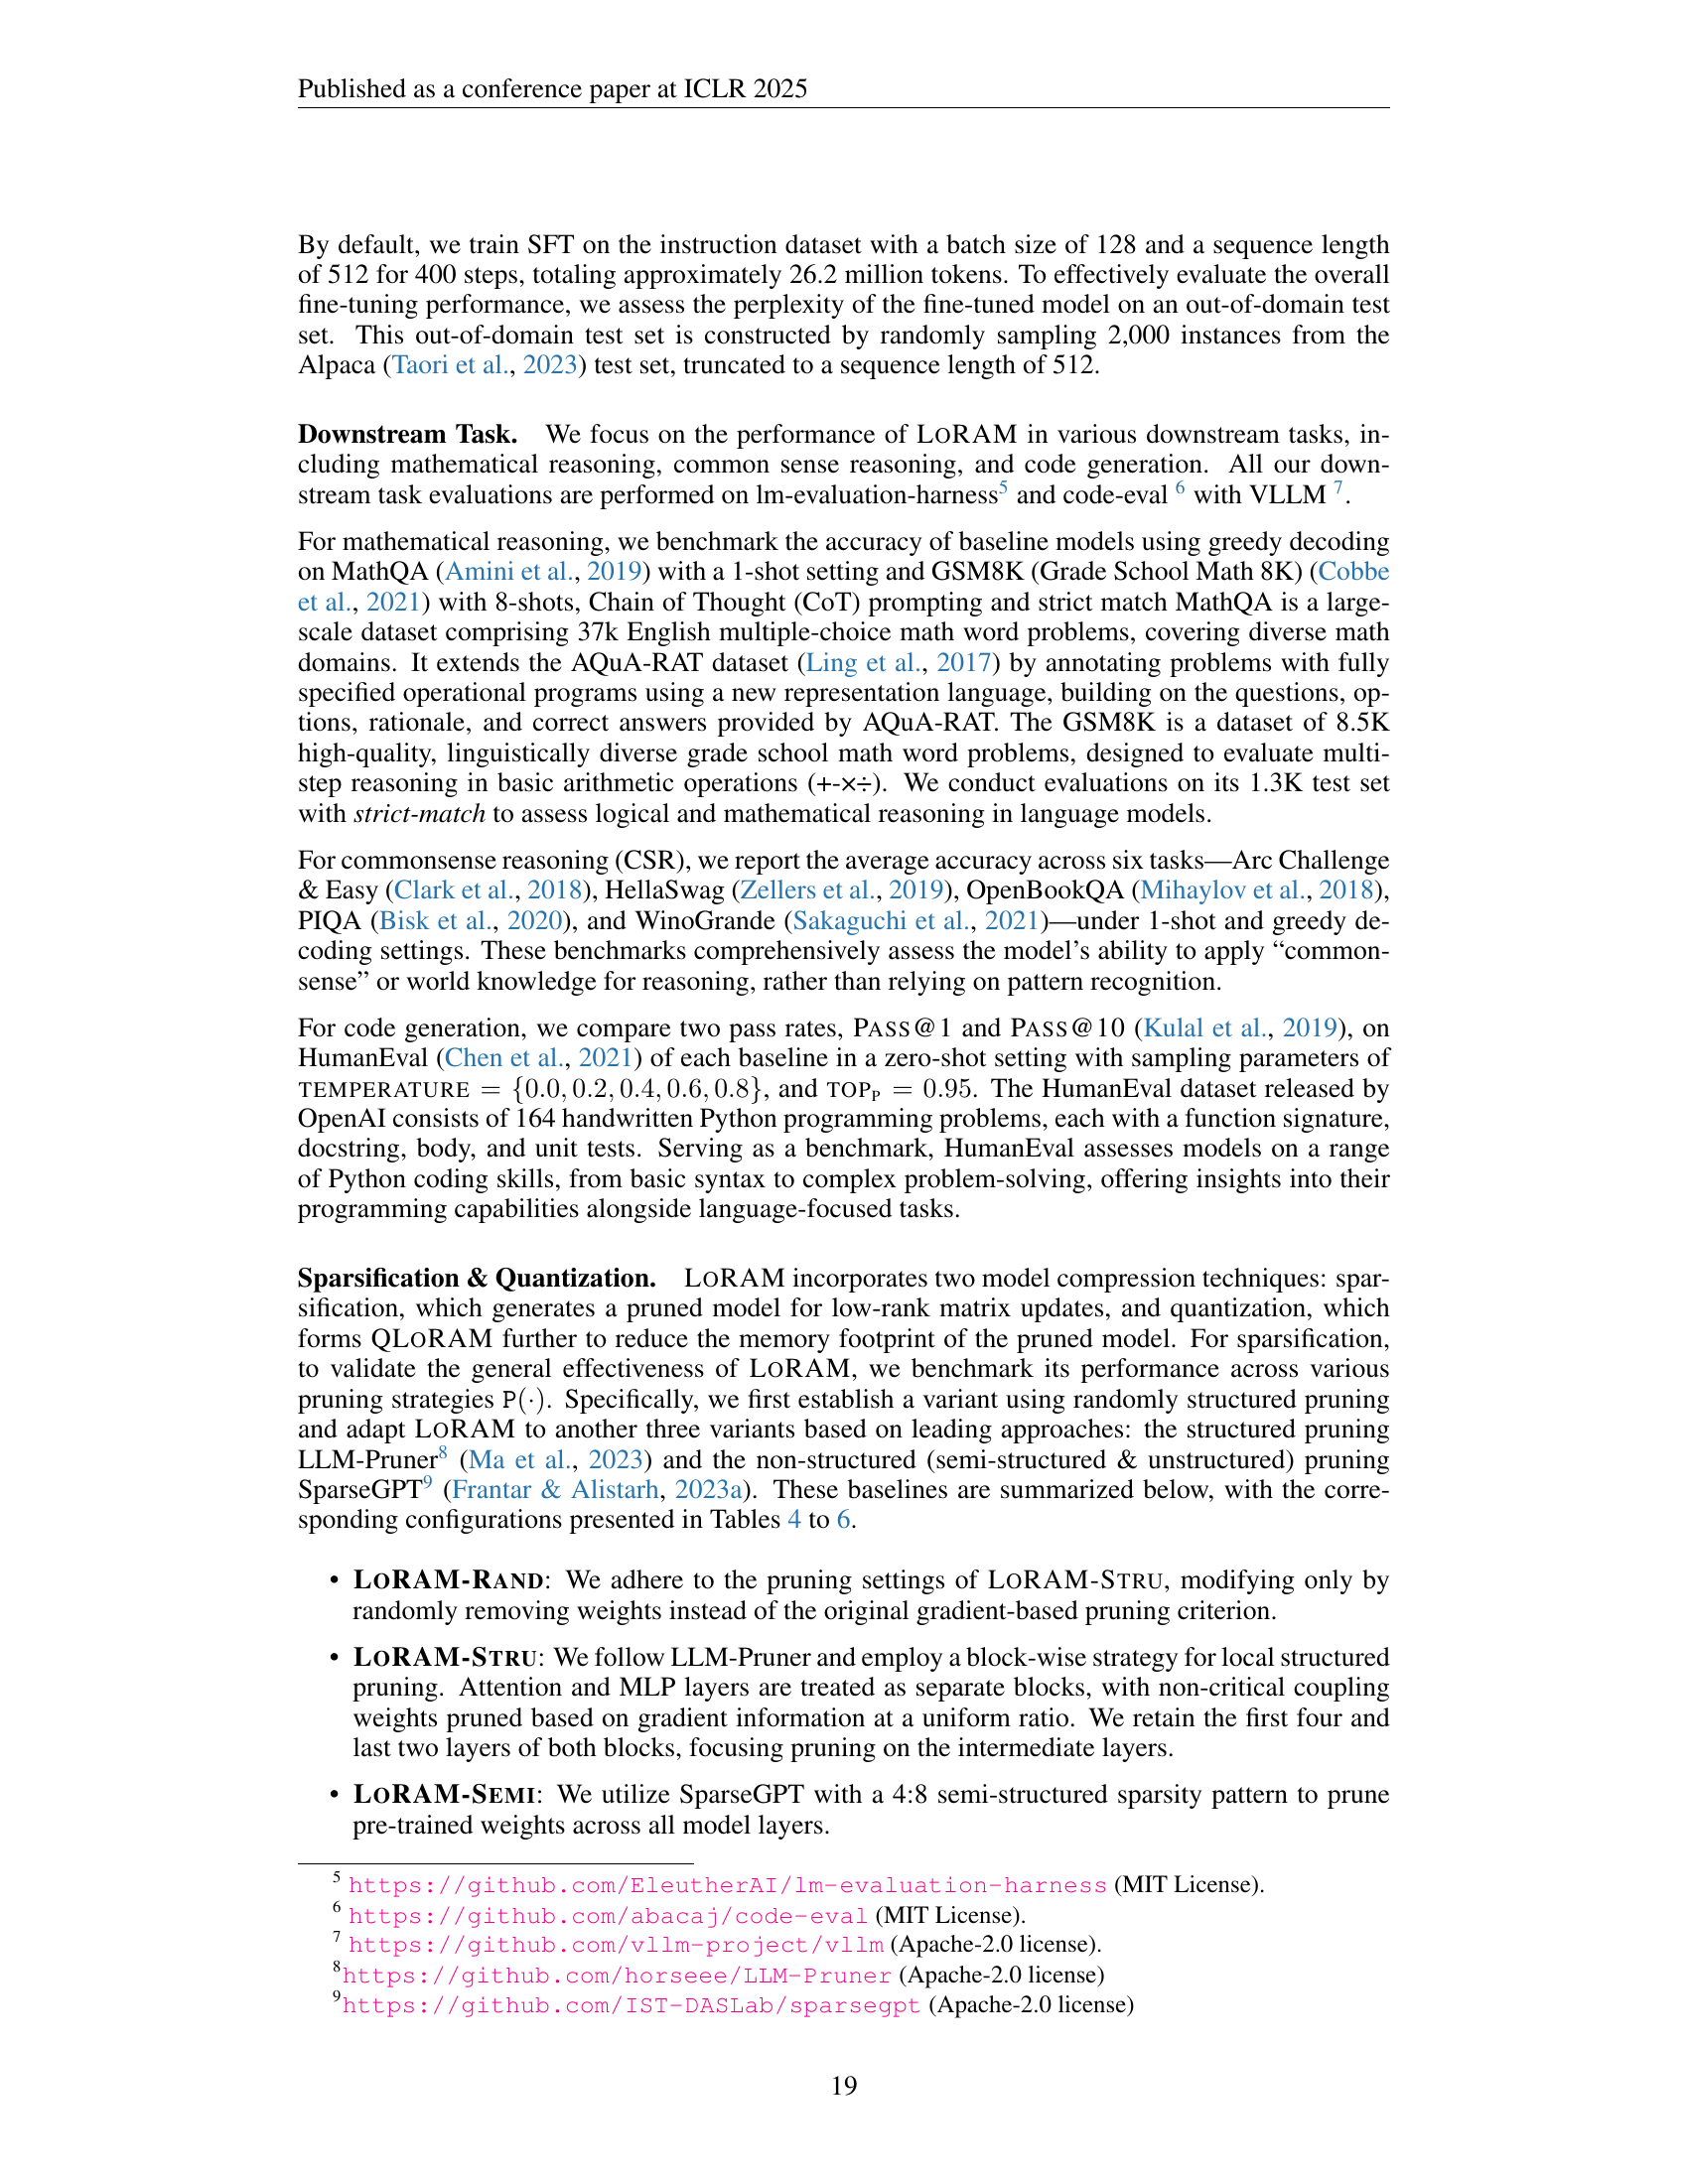 Published as a conference paper at ICLR 2025
By default, we train SFT on the instruction dataset with a batch size of 128 and a sequence length
of 512 for 400 steps, totaling approximately 26.2 million tokens. To effectively evaluate the overall
fine-tuning performance, we assess the perplexity of the fine-tuned model on an out-of-domain test
set. This out-of-domain test set is constructed by randomly sampling 2,000 instances from the
Alpaca (Taori et al., 2023) test set, truncated to a sequence length of 512.
Downstream Task. We focus on the performance of LORAM in various downstream tasks, in-
cluding mathematical reasoning, common sense reasoning, and code generation. All our down-
stream task evaluations are performed on lm-evaluation-harness5 and code-eval 6 with VLLM 7.
For mathematical reasoning, we benchmark the accuracy of baseline models using greedy decoding
on MathQA (Amini et al., 2019) with a 1-shot setting and GSM8K (Grade School Math 8K) (Cobbe
et al., 2021) with 8-shots, Chain of Thought (CoT) prompting and strict match MathQA is a large-
scale dataset comprising 37k English multiple-choice math word problems, covering diverse math
domains. It extends the AQuA-RAT dataset (Ling et al., 2017) by annotating problems with fully
specified operational programs using a new representation language, building on the questions, op-
tions, rationale, and correct answers provided by AQuA-RAT. The GSM8K is a dataset of 8.5K
high-quality, linguistically diverse grade school math word problems, designed to evaluate multi-
step reasoning in basic arithmetic operations (+-×÷). We conduct evaluations on its 1.3K test set
with strict-match to assess logical and mathematical reasoning in language models.
For commonsense reasoning (CSR), we report the average accuracy across six tasks—Arc Challenge
& Easy (Clark et al., 2018), HellaSwag (Zellers et al., 2019), OpenBookQA (Mihaylov et al., 2018),
PIQA (Bisk et al., 2020), and WinoGrande (Sakaguchi et al., 2021)—under 1-shot and greedy de-
coding settings. These benchmarks comprehensively assess the model's ability to apply “common-
sense” or world knowledge for reasoning, rather than relying on pattern recognition.
For code generation, we compare two pass rates, PASS@1 and PASS@10 (Kulal et al., 2019), on
HumanEval (Chen et al., 2021) of each baseline in a zero-shot setting with sampling parameters of
TEMPERATURE = {0.0, 0.2, 0.4, 0.6, 0.8}, and TOPP = 0.95. The HumanEval dataset released by
OpenAI consists of 164 handwritten Python programming problems, each with a function signature,
docstring, body, and unit tests. Serving as a benchmark, HumanEval assesses models on a range
of Python coding skills, from basic syntax to complex problem-solving, offering insights into their
programming capabilities alongside language-focused tasks.
Sparsification & Quantization. LORAM incorporates two model compression techniques: spar-
sification, which generates a pruned model for low-rank matrix updates, and quantization, which
forms QLORAM further to reduce the memory footprint of the pruned model. For sparsification,
to validate the general effectiveness of LORAM, we benchmark its performance across various
pruning strategies P(·). Specifically, we first establish a variant using randomly structured pruning
and adapt LORAM to another three variants based on leading approaches: the structured pruning
LLM-Pruner8 (Ma et al., 2023) and the non-structured (semi-structured & unstructured) pruning
SparseGPT9 (Frantar & Alistarh, 2023a). These baselines are summarized below, with the corre-
sponding configurations presented in Tables 4 to 6.
• LORAM-RAND: We adhere to the pruning settings of LORAM-STRU, modifying only by
randomly removing weights instead of the original gradient-based pruning criterion.
• LORAM-STRU: We follow LLM-Pruner and employ a block-wise strategy for local structured
pruning. Attention and MLP layers are treated as separate blocks, with non-critical coupling
weights pruned based on gradient information at a uniform ratio. We retain the first four and
last two layers of both blocks, focusing pruning on the intermediate layers.
• LORAM-SEMI: We utilize SparseGPT with a 4:8 semi-structured sparsity pattern to prune
pre-trained weights across all model layers.
5 https://github.com/EleutherAI/lm-evaluation-harness (MIT License).
6 https://github.com/abacaj/code-eval (MIT License).
7 https://github.com/vllm-project/vllm (Apache-2.0 license).
8https://github.com/horseee/LLM-Pruner (Apache-2.0 license)
9https://github.com/IST-DASLab/sparsegpt (Apache-2.0 license)
19